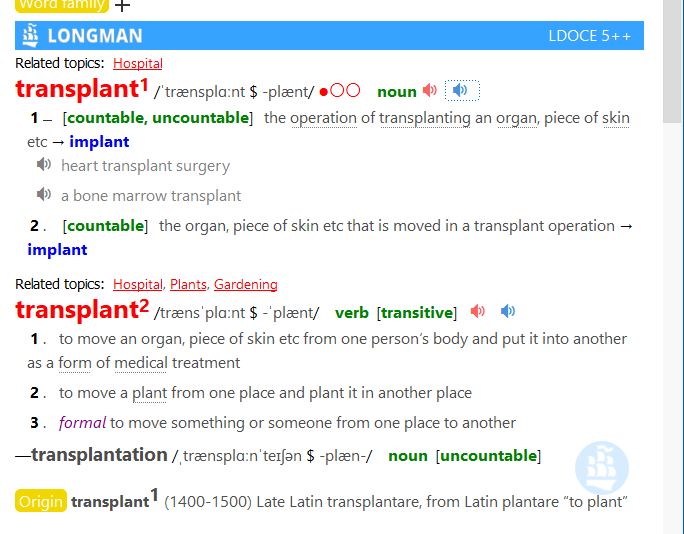 Word family +
LONGMAN LDOCE 5++
Related topics: Hospital
transplant1 /ˈtrænsplɑːnt $ -plænt/ ●○○ noun
1 – [countable, uncountable] the operation of transplanting an organ, piece of skin
etc → implant
heart transplant surgery
a bone marrow transplant
2 . [countable] the organ, piece of skin etc that is moved in a transplant operation →
implant
Related topics: Hospital, Plants, Gardening
transplant2 /trænsˈplɑːnt $ -ˈplænt/ verb [transitive]
1 . to move an organ, piece of skin etc from one person’s body and put it into another
as a form of medical treatment
2 . to move a plant from one place and plant it in another place
3 . formal to move something or someone from one place to another
—transplantation /ˌtrænsplɑːnˈteɪʃən $ -plæn-/ noun [uncountable]
Origin transplant1 (1400-1500) Late Latin transplantare, from Latin plantare “to plant”